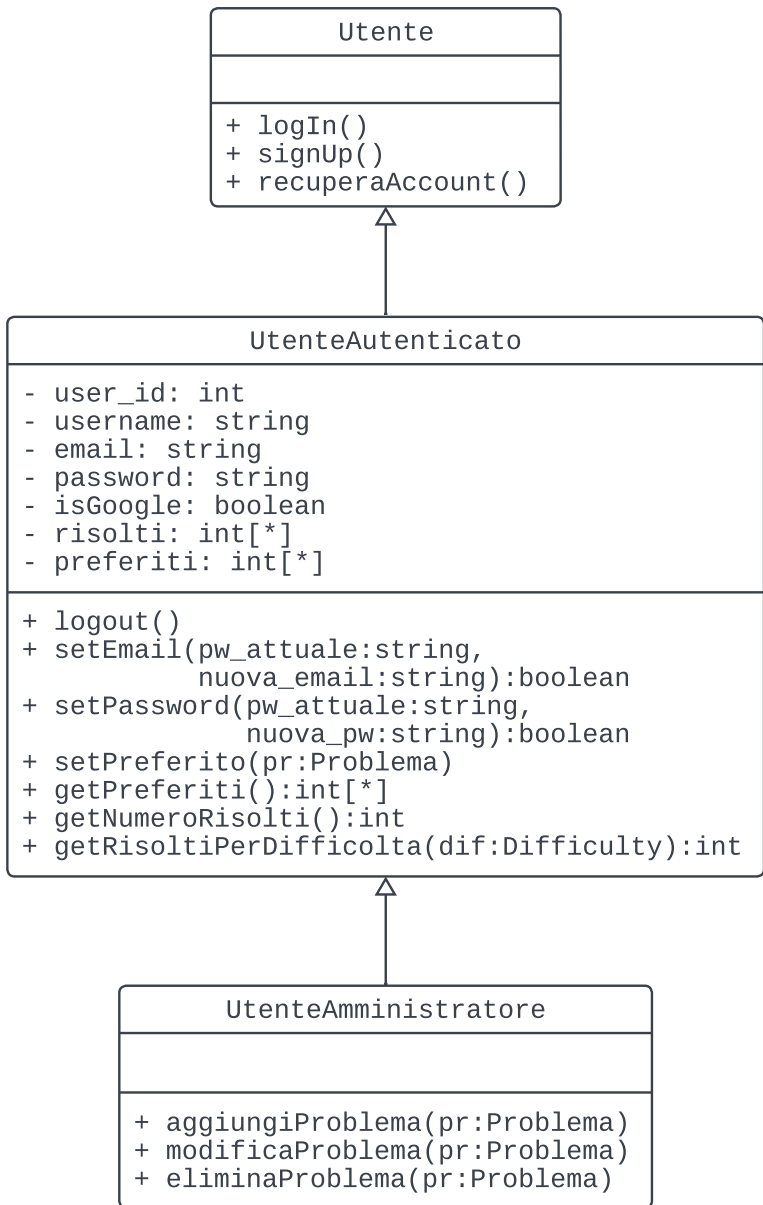 Utente
+ logIn()
+ signUp()
+ recuperaAccount()
UtenteAutenticato
- user_id: int
- username: string
- email: string
- password: string
- isGoogle: boolean
- risolti: int[*]
- preferiti: int[*]
+ logout()
+ setEmail(pw_attuale:string,
nuova_email:string):boolean
+ setPassword(pw_attuale:string,
nuova_pw:string):boolean
+ setPreferito(pr:Problema)
+ getPreferiti():int[*]
+ getNumeroRisolti():int
+ getRisoltiPerDifficolta(dif:Difficulty):int
UtenteAmministratore
+ aggiungiProblema(pr:Problema)
+ modificaProblema(pr:Problema)
+ eliminaProblema(pr:Problema)